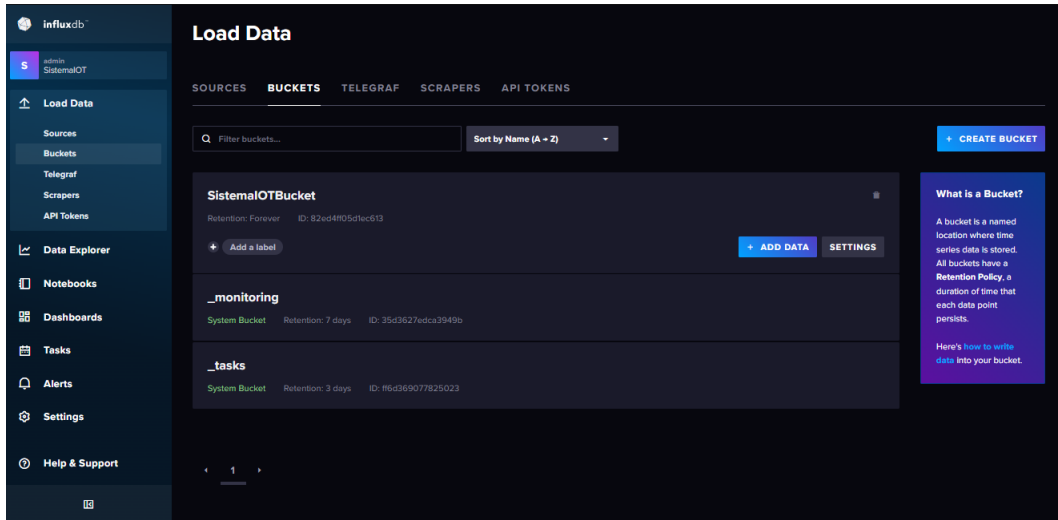 influxdb™
Load Data
S
admin
SistemaIOT
Load Data
Sources
Buckets
Telegraf
Scrapers
API Tokens
Data Explorer
Notebooks
Dashboards
Tasks
Alerts
Settings
Help & Support
SOURCES BUCKETS TELEGRAF SCRAPERS API TOKENS
Filter buckets...
Sort by Name (A → Z)
+ CREATE BUCKET
SistemaIOTBucket
Retention: Forever ID: 82ed4ff05d1ec613
+ Add a label
+ ADD DATA SETTINGS
_monitoring
System Bucket Retention: 7 days ID: 35d3627edca3949b
_tasks
System Bucket Retention: 3 days ID: ff6d369077825023
1
What is a Bucket?
A bucket is a named
location where time
series data is stored.
All buckets have a
Retention Policy, a
duration of time that
each data point
persists.
Here's how to write
data into your bucket.